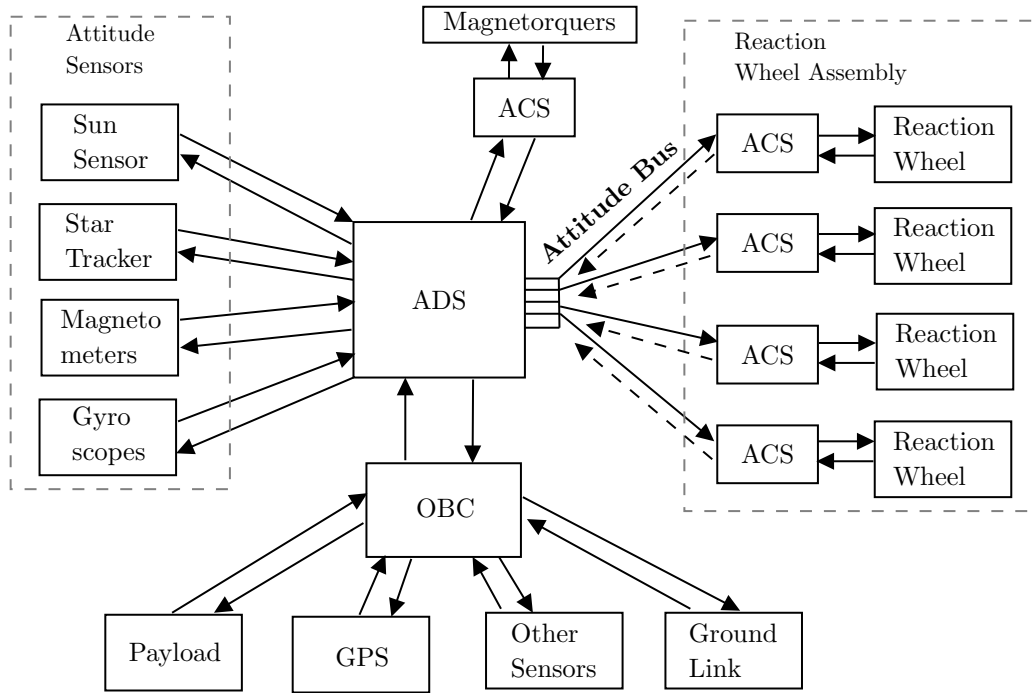 Attitude
Sensors
Magnetorquers
Reaction
Wheel Assembly
ACS
Sun
Sensor
Attitude Bus
ACS
Reaction
Wheel
Star
Tracker
ACS
Reaction
Wheel
ADS
Magneto
meters
ACS
Reaction
Wheel
Gyro
scopes
ACS
Reaction
Wheel
OBC
Payload
GPS
Other
Sensors
Ground
Link